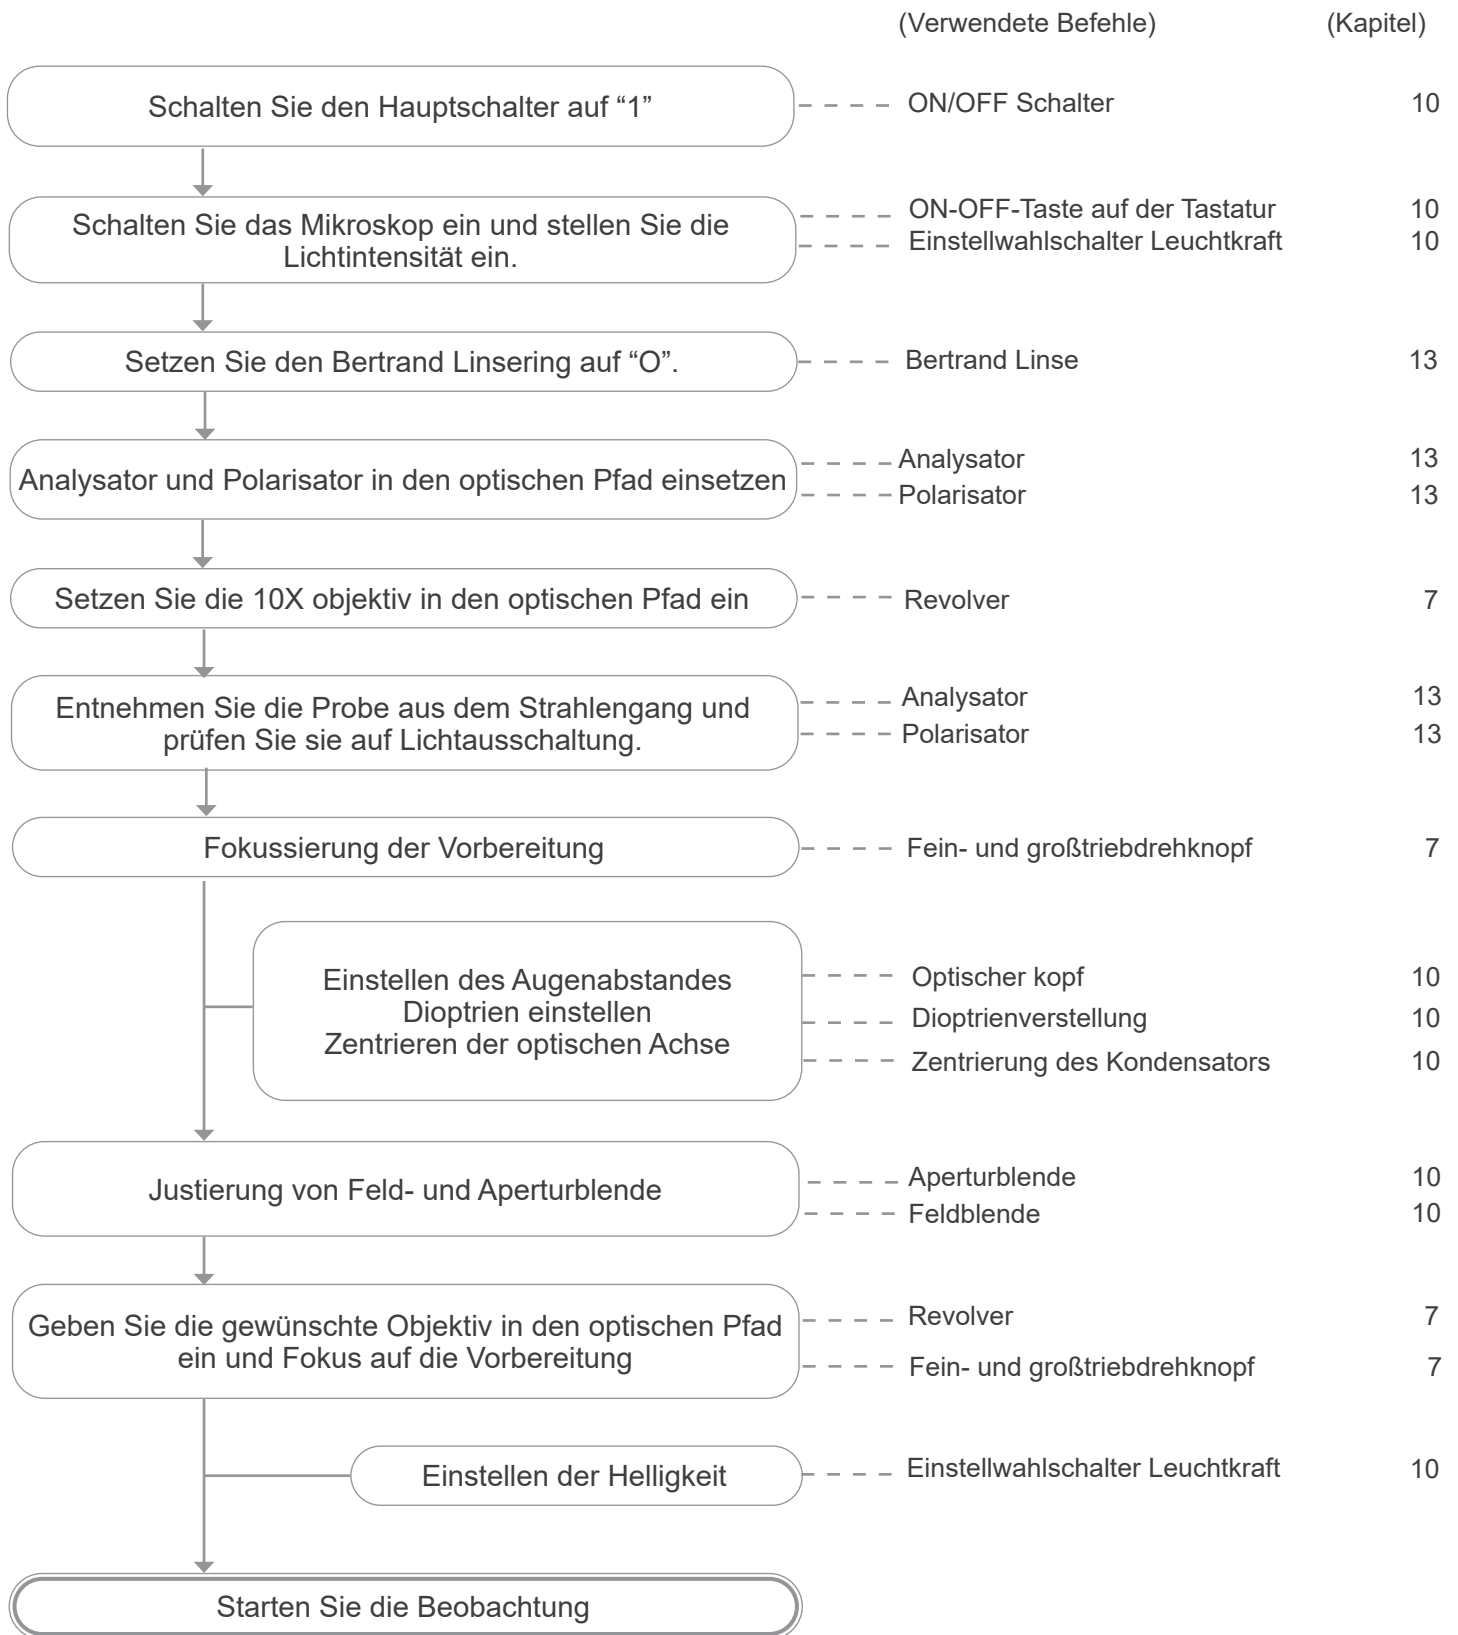 (Verwendete Befehle) (Kapitel)
Schalten Sie den Hauptschalter auf “1” ON/OFF Schalter 10
Schalten Sie das Mikroskop ein und stellen Sie die
Lichtintensität ein.
ON-OFF-Taste auf der Tastatur 10
Einstellwahlschalter Leuchtkraft 10
Setzen Sie den Bertrand Linsering auf “O”. Bertrand Linse 13
Analysator und Polarisator in den optischen Pfad einsetzen
Analysator 13
Polarisator 13
Setzen Sie die 10X objektiv in den optischen Pfad ein Revolver 7
Entnehmen Sie die Probe aus dem Strahlengang und
prüfen Sie sie auf Lichtausschaltung.
Analysator 13
Polarisator 13
Fokussierung der Vorbereitung Fein- und großtriebdrehknopf 7
Einstellen des Augenabstandes
Dioptrien einstellen
Zentrieren der optischen Achse
Optischer kopf 10
Dioptrienverstellung 10
Zentrierung des Kondensators 10
Justierung von Feld- und Aperturblende
Aperturblende 10
Feldblende 10
Geben Sie die gewünschte Objektiv in den optischen Pfad
ein und Fokus auf die Vorbereitung
Revolver 7
Fein- und großtriebdrehknopf 7
Einstellen der Helligkeit Einstellwahlschalter Leuchtkraft 10
Starten Sie die Beobachtung